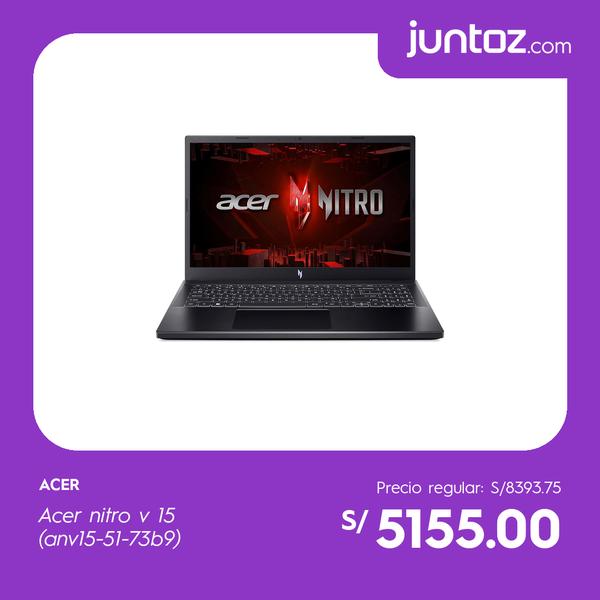 juntoz.com
acer NITRO
ACER
Acer nitro v 15
(anv15-51-73b9)
Precio regular: S/8393.75
S/ 5155.00